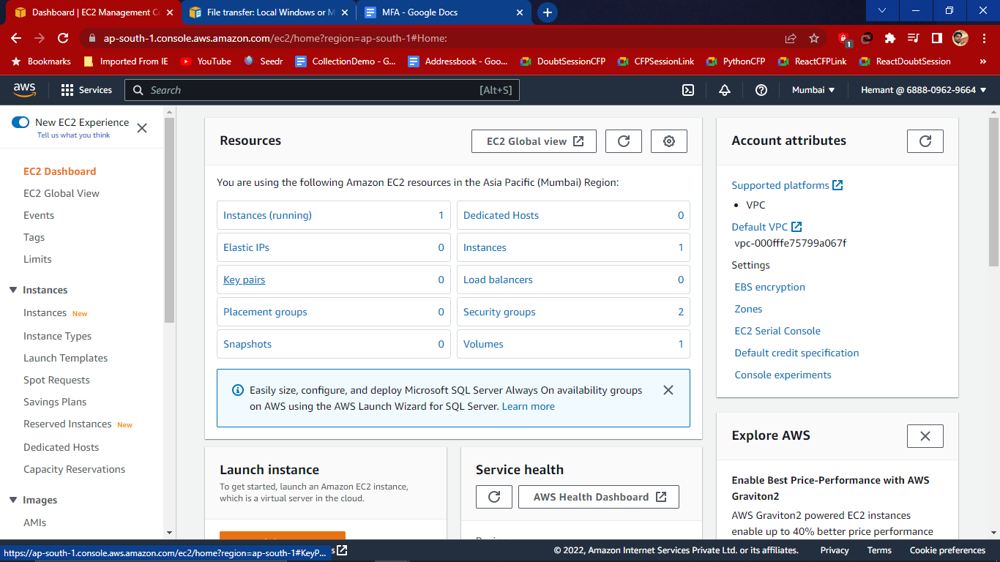 Dashboard | EC2 Management Co
File transfer: Local Windows or M
MFA - Google Docs
ap-south-1.console.aws.amazon.com/ec2/home?region=ap-south-1#Home:
1
Bookmarks
Imported From IE
YouTube
Seedr
CollectionDemo - G...
Addressbook - Goo...
DoubtSessionCFP
CFPSessionLink
PythonCFP
ReactCFPLink
ReactDoubtSession
»
aws
Services
Search
[Alt+S]
Mumbai
Hemant @ 6888-0962-9664
New EC2 Experience
Tell us what you think
EC2 Dashboard
EC2 Global View
Events
Tags
Limits
Instances
Instances New
Instance Types
Launch Templates
Spot Requests
Savings Plans
Reserved Instances New
Dedicated Hosts
Capacity Reservations
Images
AMIs
Resources
EC2 Global view
You are using the following Amazon EC2 resources in the Asia Pacific (Mumbai) Region:
Instances (running) 1
Dedicated Hosts 0
Elastic IPs 0
Instances 1
Key pairs 0
Load balancers 0
Placement groups 0
Security groups 2
Snapshots 0
Volumes 1
Easily size, configure, and deploy Microsoft SQL Server Always On availability groups
on AWS using the AWS Launch Wizard for SQL Server. Learn more
Launch instance
To get started, launch an Amazon EC2 instance,
which is a virtual server in the cloud.
Service health
AWS Health Dashboard
Account attributes
Supported platforms
• VPC
Default VPC
vpc-000fffe75799a067f
Settings
EBS encryption
Zones
EC2 Serial Console
Default credit specification
Console experiments
Explore AWS
Enable Best Price-Performance with AWS
Graviton2
AWS Graviton2 powered EC2 instances
enable up to 40% better price performance
https://ap-south-1.console.aws.amazon.com/ec2/home?region=ap-south-1#KeyP...
© 2022, Amazon Internet Services Private Ltd. or its affiliates.
Privacy
Terms
Cookie preferences